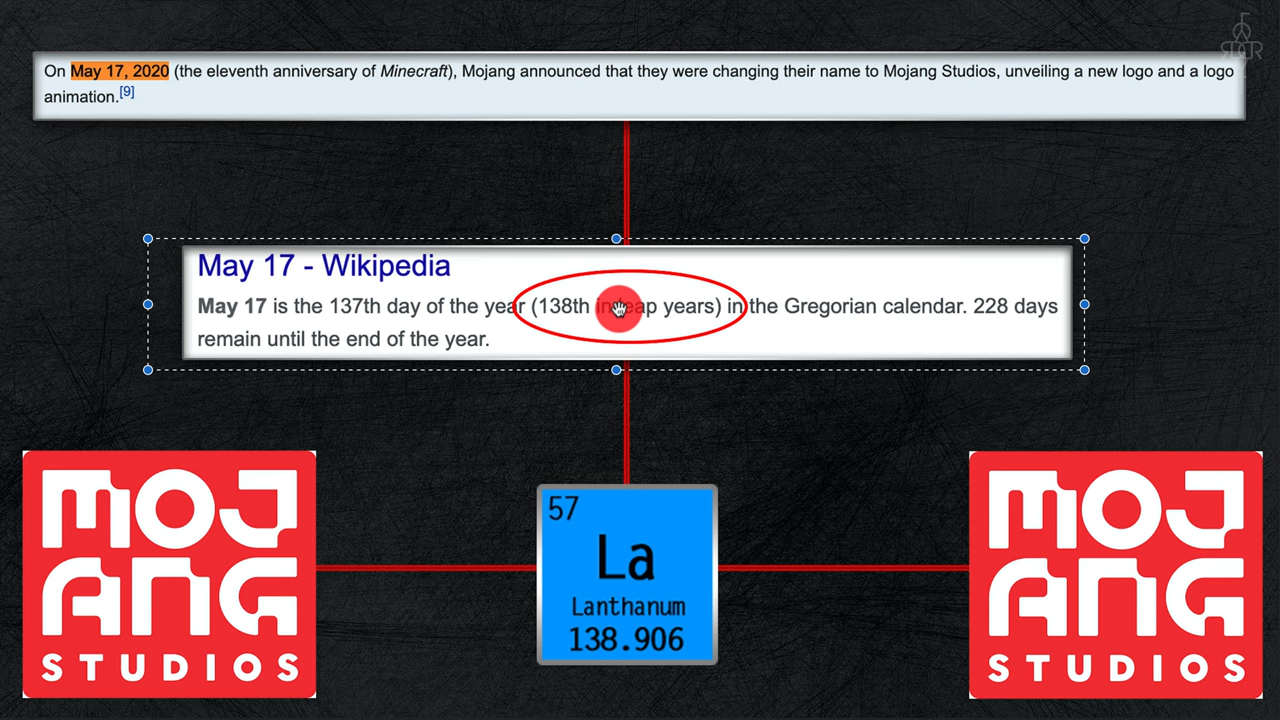 On May 17, 2020 (the eleventh anniversary of Minecraft), Mojang announced that they were changing their name to Mojang Studios, unveiling a new logo and a logo
animation.[9]
May 17 - Wikipedia
May 17 is the 137th day of the year (138th in leap years) in the Gregorian calendar. 228 days
remain until the end of the year.
MOJ
ANG
STUDIOS
57
La
Lanthanum
138.906
MOJ
ANG
STUDIOS